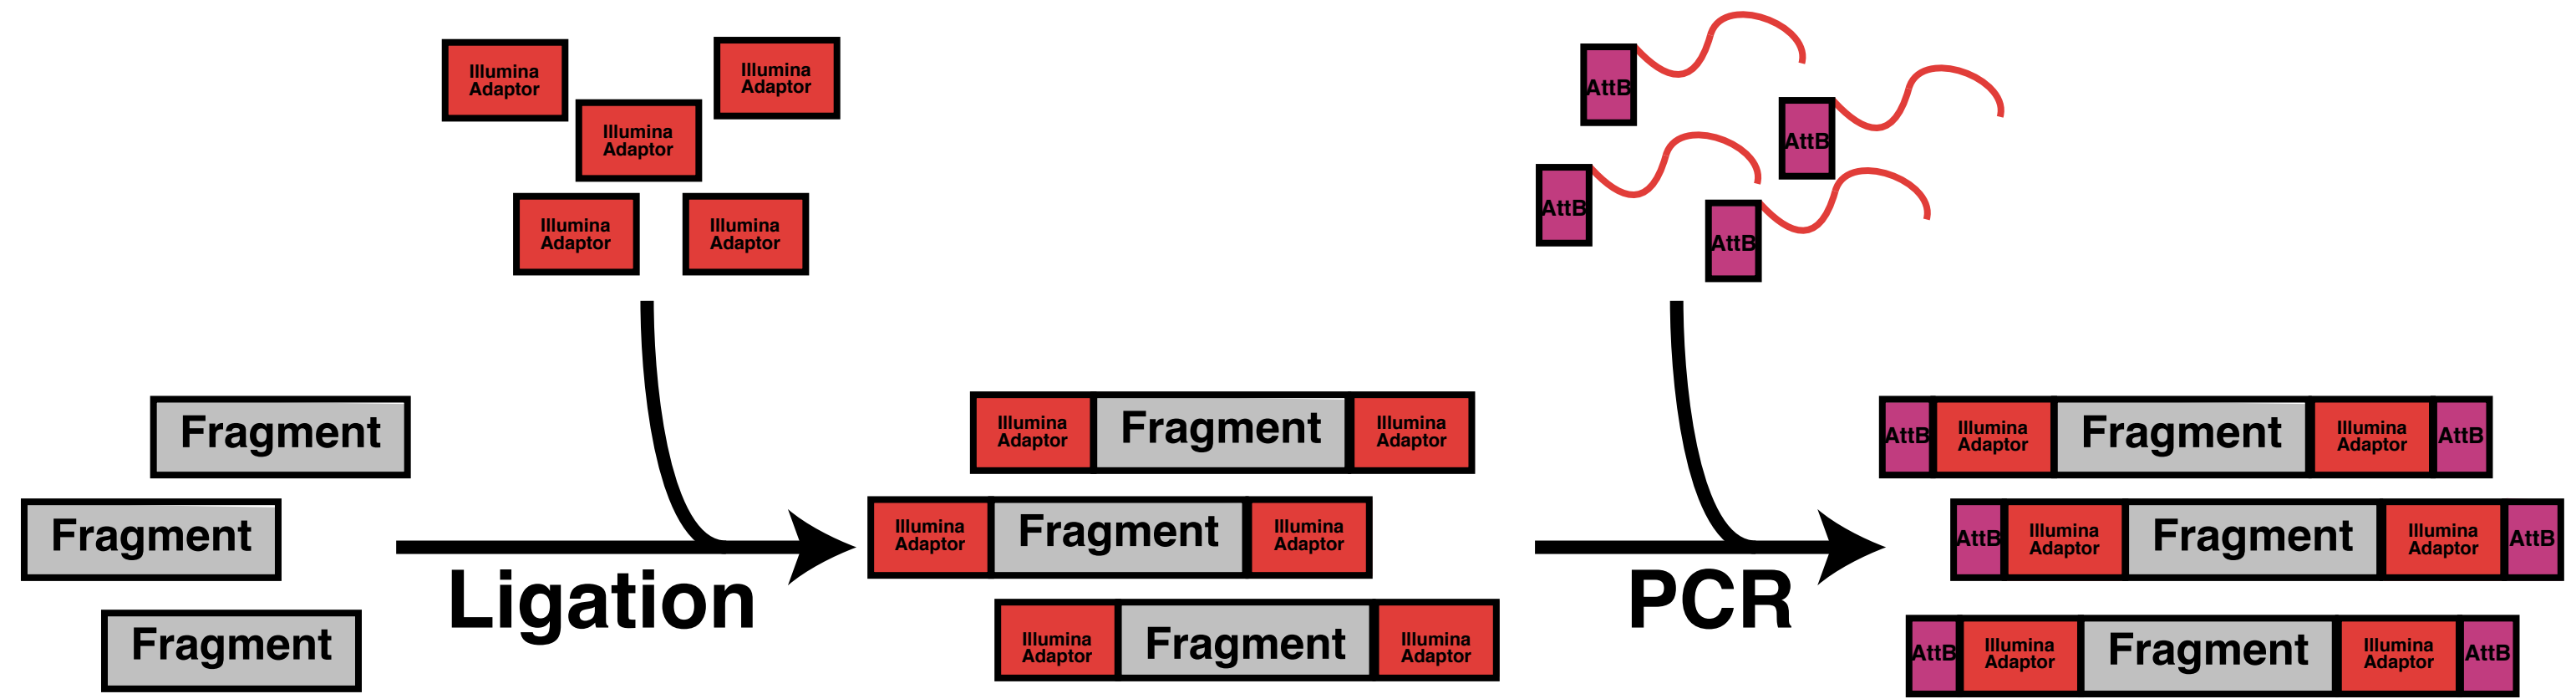 Illumina
Adaptor
Illumina
Adaptor
Illumina
Adaptor
Illumina
Adaptor
Illumina
Adaptor
AttB
AttB
AttB
AttB
Fragment
Fragment
Fragment
Ligation
Illumina
Adaptor
Fragment
Illumina
Adaptor
Illumina
Adaptor
Fragment
Illumina
Adaptor
Illumina
Adaptor
Fragment
Illumina
Adaptor
PCR
AttB
Illumina
Adaptor
Fragment
Illumina
Adaptor
AttB
AttB
Illumina
Adaptor
Fragment
Illumina
Adaptor
AttB
AttB
Illumina
Adaptor
Fragment
Illumina
Adaptor
AttB